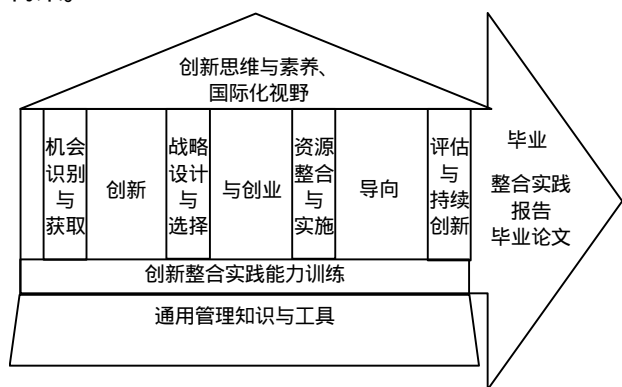 创新思维与素养、
国际化视野
机会
识别
与
获取
创新
战略
设计
与
选择
与创业
资源
整合
与
实施
导向
评估
与
持续
创新
创新整合实践能力训练
通用管理知识与工具
毕业
整合实践
报告
毕业论文